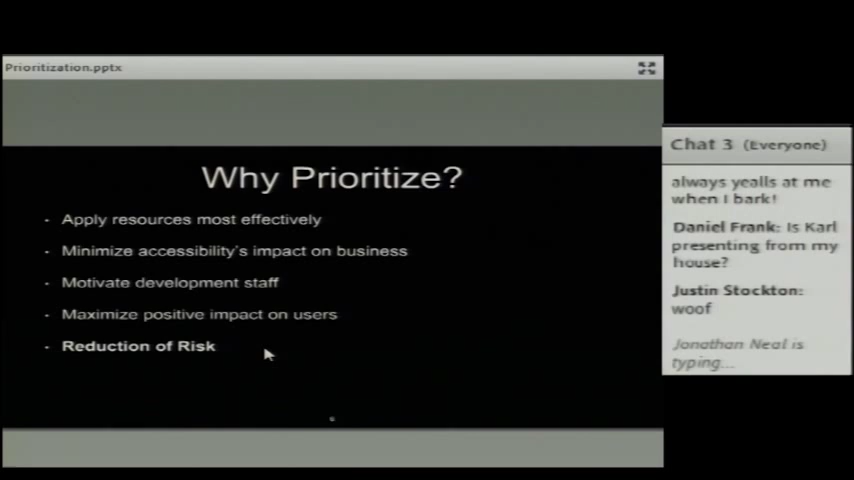 Prioritization.pptx
Why Prioritize?
· Apply resources most effectively
· Minimize accessibility's impact on business
· Motivate development staff
· Maximize positive impact on users
· Reduction of Risk
Chat 3 (Everyone)
always yealls at me
when I bark!
Daniel Frank: Is Karl
presenting from my
house?
Justin Stockton:
woof
Jonathan Neal is
typing...